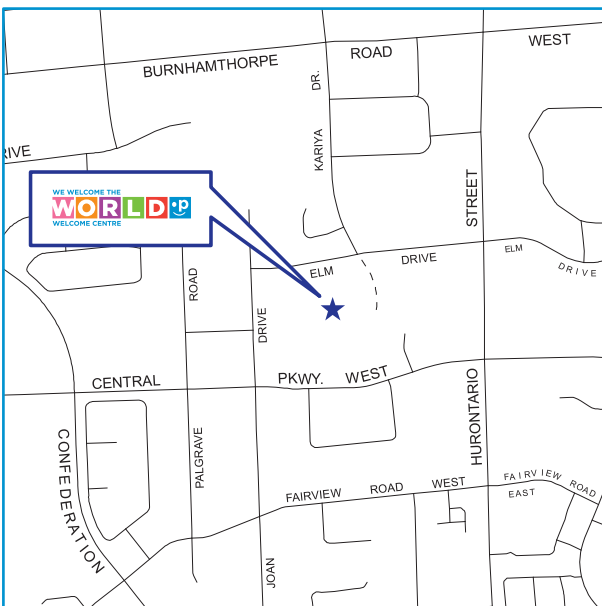 WEST
ROAD
BURNHAMTHORPE
DR.
KARIYA
RIVE
WE WELCOME THE
WORLD
WELCOME CENTRE
STREET
ELM
DRIVE
ELM
DRIVE
ROAD
DRIVE
CENTRAL
PKWY.
WEST
HURONTARIO
CONFEDERATION
PALGRAVE
FAIRVIEW
ROAD
WEST
FAIRVIEW ROAD
EAST
JOAN